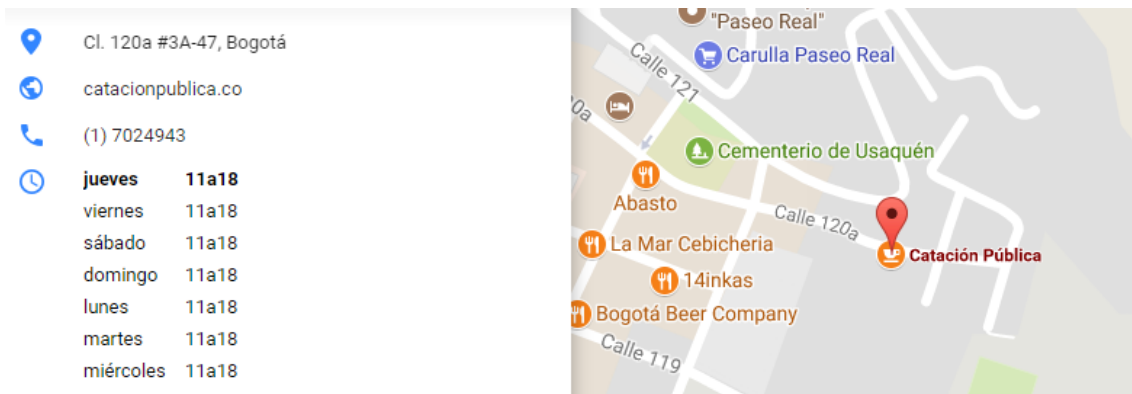 Cl. 120a #3A-47, Bogotá
catacionpublica.co
(1) 7024943
jueves 11a18
viernes 11a18
sábado 11a18
domingo 11a18
lunes 11a18
martes 11a18
miércoles 11a18
"Paseo Real"
Carulla Paseo Real
Calle 121
0a
Cementerio de Usaquén
Abasto
Calle 120a
La Mar Cebicheria
Catación Pública
14inkas
Bogotá Beer Company
Calle 119